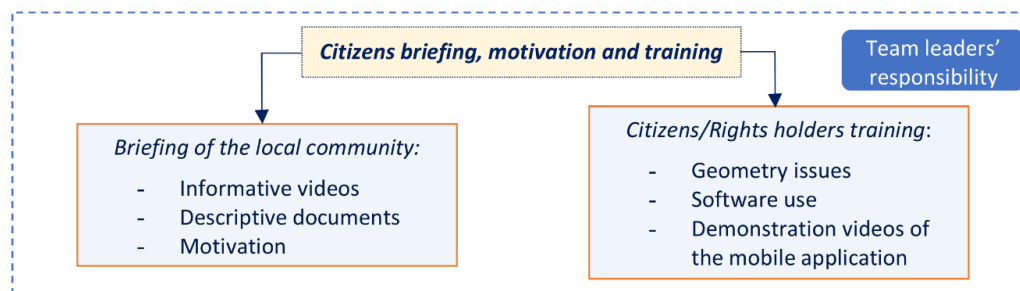 Citizens briefing, motivation and training
Team leaders'
responsibility
Briefing of the local community:
- Informative videos
- Descriptive documents
- Motivation
Citizens/Rights holders training:
- Geometry issues
- Software use
- Demonstration videos of
the mobile application